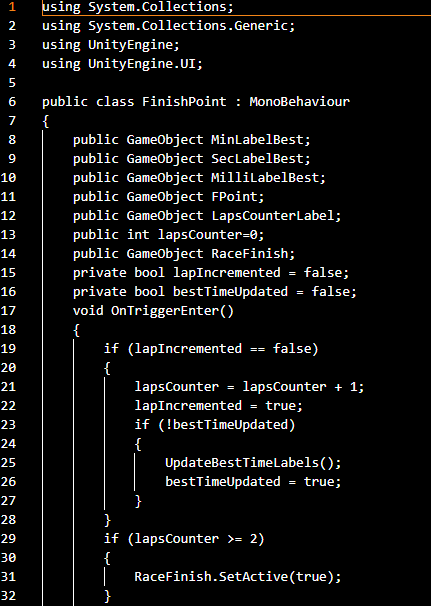 1 using System.Collections;
2 using System.Collections.Generic;
3 using UnityEngine;
4 using UnityEngine.UI;
5
6 public class FinishPoint : MonoBehaviour
7 {
8     public GameObject MinLabelBest;
9     public GameObject SecLabelBest;
10     public GameObject MilliLabelBest;
11     public GameObject FPoint;
12     public GameObject LapsCounterLabel;
13     public int lapsCounter=0;
14     public GameObject RaceFinish;
15     private bool lapIncremented = false;
16     private bool bestTimeUpdated = false;
17     void OnTriggerEnter()
18     {
19         if (lapIncremented == false)
20         {
21             lapsCounter = lapsCounter + 1;
22             lapIncremented = true;
23             if (!bestTimeUpdated)
24             {
25                 UpdateBestTimeLabels();
26                 bestTimeUpdated = true;
27             }
28         }
29         if (lapsCounter >= 2)
30         {
31             RaceFinish.SetActive(true);
32         }